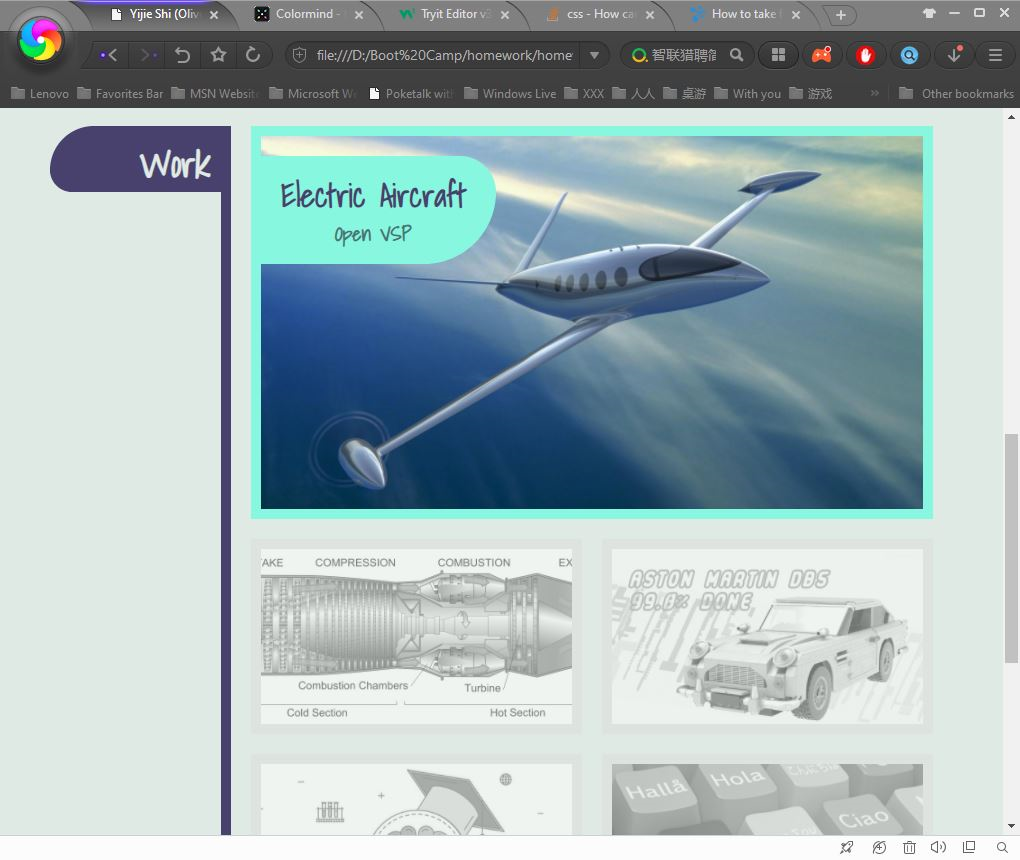 Yijie Shi (Olive
Colormind -
Tryit Editor v3
css - How ca
How to take
file:///D:/Boot%20Camp/homework/home
智联猎聘简
Lenovo
Favorites Bar
MSN Website
Microsoft We
Poketalk with
Windows Live
XXX
人人
桌游
With you
游戏
»
Other bookmarks
Work
Electric Aircraft
Open VSP
AKE COMPRESSION COMBUSTION EX
Combustion Chambers
Turbine
Cold Section
Hot Section
ASTON MARTIN DB5
99.8% DONE
Hallå
Hola
Ciao